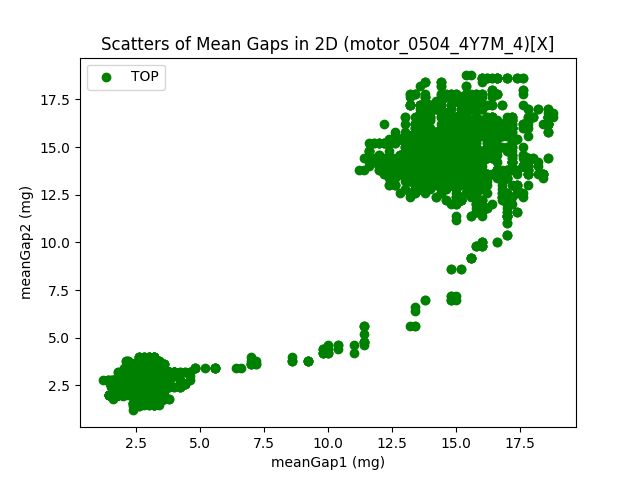 Scatters of Mean Gaps in 2D (motor_0504_4Y7M_4)[X]
TOP
17.5
15.0
12.5
10.0
7.5
5.0
2.5
meanGap2 (mg)
2.5 5.0 7.5 10.0 12.5 15.0 17.5
meanGap1 (mg)